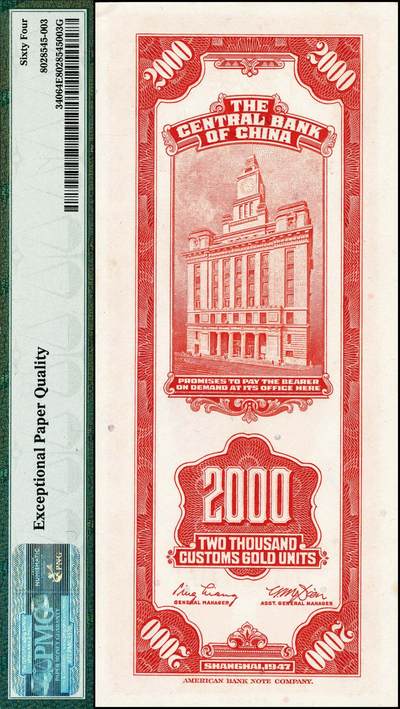 Sixty Four
8028545-003
34064E8028545003G
Exceptional Paper Quality
NUMISMATIC
PNG
PMG
2000
2000
THE
CENTRAL BANK
OF CHINA
PROMISES TO PAY THE BEARER
ON DEMAND AT ITS OFFICE HERE
2000
TWO THOUSAND
CUSTOMS GOLD UNITS
GENERAL MANAGER
ASST. GENERAL MANAGER
2000
2000
SHANGHAI, 1947
AMERICAN BANK NOTE COMPANY.